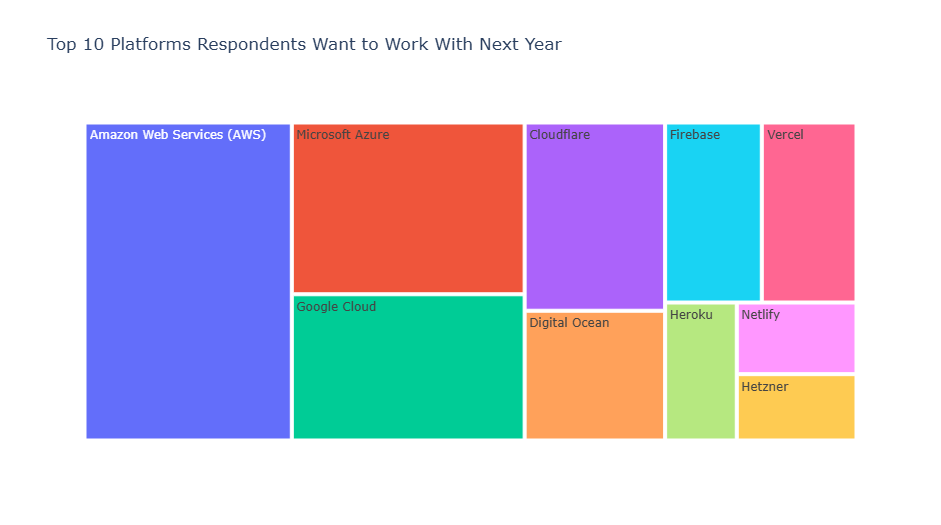 Top 10 Platforms Respondents Want to Work With Next Year
Amazon Web Services (AWS)
Microsoft Azure
Google Cloud
Cloudflare
Digital Ocean
Firebase
Vercel
Heroku
Netlify
Hetzner